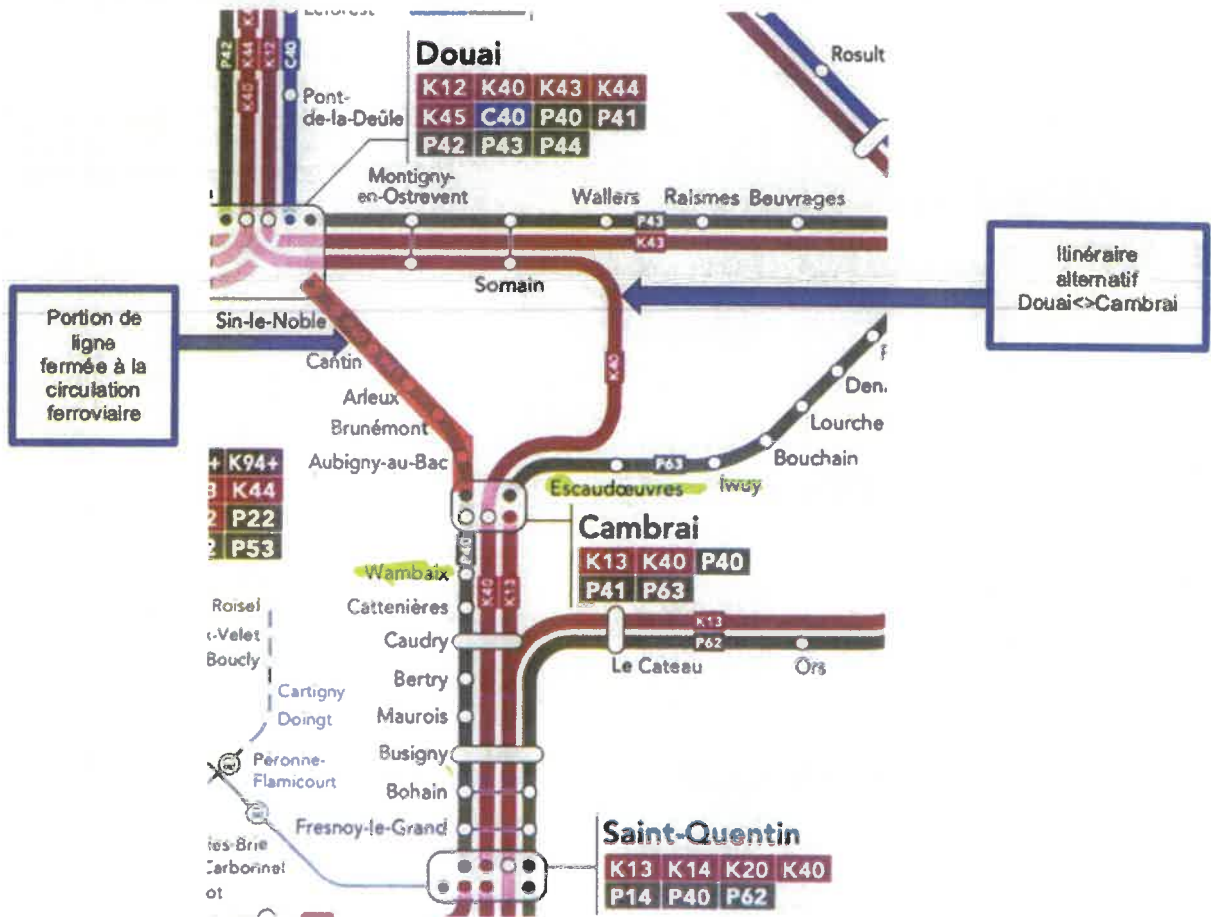 P42
K44
K12
C40
K40
Pont-
de-la-Deûle
Douai
K12 K40 K43 K44
K45 C40 P40 P41
P42 P43 P44
Rosult
Montigny-
en-Ostrevent
Wallers
Raismes
Beuvrages
P43
K43
Somain
Itinéraire
alternatif
Douai<>Cambrai
Portion de
ligne
fermée à la
circulation
ferroviaire
Sin-le-Noble
Cantin
Arleux
Brunémont
Aubigny-au-Bac
K40
Lourche
Bouchain
P63
Escaudœuvres
Iwuy
K94+
K44
P22
P53
Cambrai
K13 K40 P40
P41 P63
P40
K40
K13
Wambaix
Cattenières
Caudry
Bertry
Maurois
Busigny
Bohain
Fresnoy-le-Grand
K13
P62
Le Cateau
Ors
Roisel
-Velet
Boucly
Cartigny
Doingt
Péronne-
Flamicourt
Saint-Quentin
K13 K14 K20 K40
P14 P40 P62